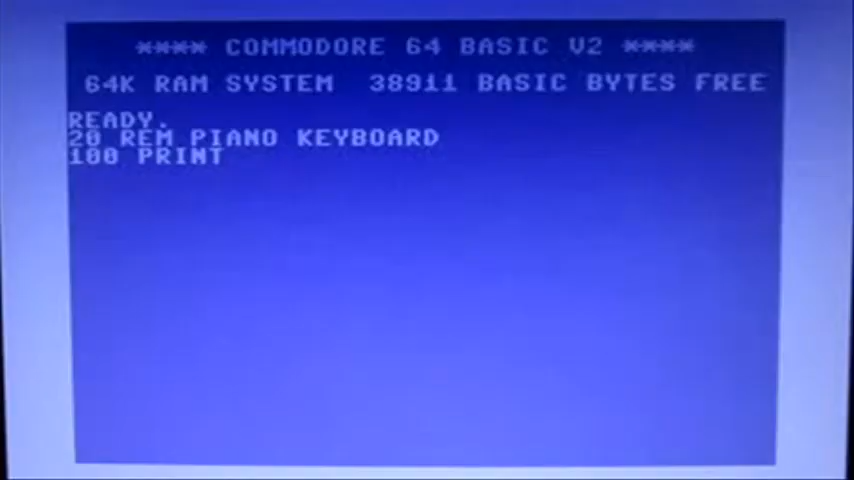 **** COMMODORE 64 BASIC V2 ****
64K RAM SYSTEM  38911 BASIC BYTES FREE
READY.
20 REM PIANO KEYBOARD
100 PRINT